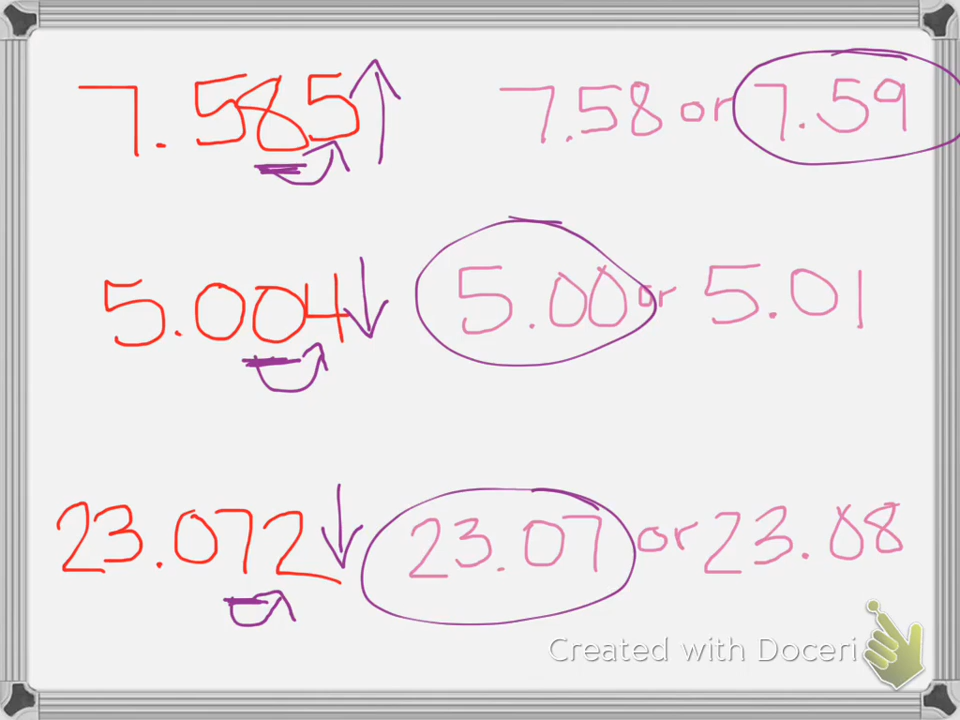 7.585 7.58 or 7.59
5.004 5.00 or 5.01
23.072 23.07 or 23.08
Created with Doceri